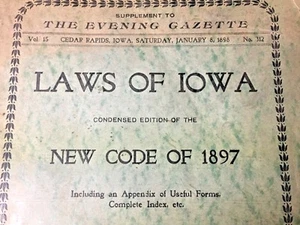 SUPPLEMENT TO
THE EVENING GAZETTE
Vol. 15 CEDAR RAPIDS, IOWA, SATURDAY, JANUARY 8, 1898 No. 312
LAWS OF IOWA
CONDENSED EDITION OF THE
NEW CODE OF 1897
Including an Appendix of Useful Forms,
Complete Index, etc.